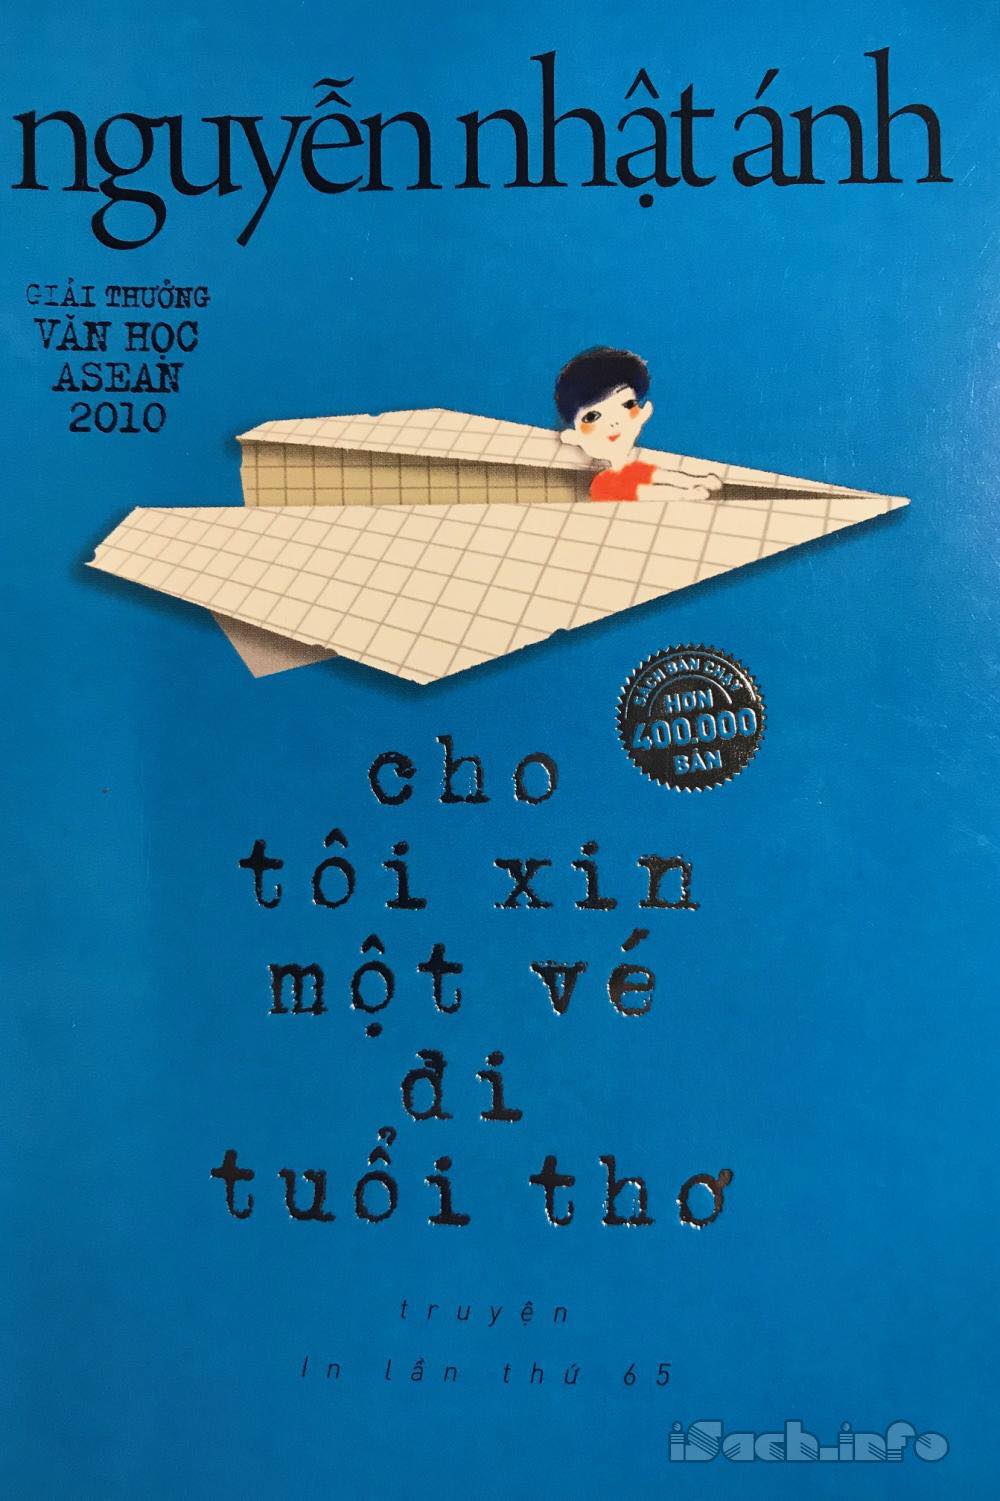 nguyễn nhật ánh
GIẢI THƯỞNG
VĂN HỌC
ASEAN
2010
SÁCH BÁN CHẠY
HƠN
400.000
BẢN
cho
tôi xin
một vé
đi
tuổi thơ
truyện
In lần thứ 65
iSach.info